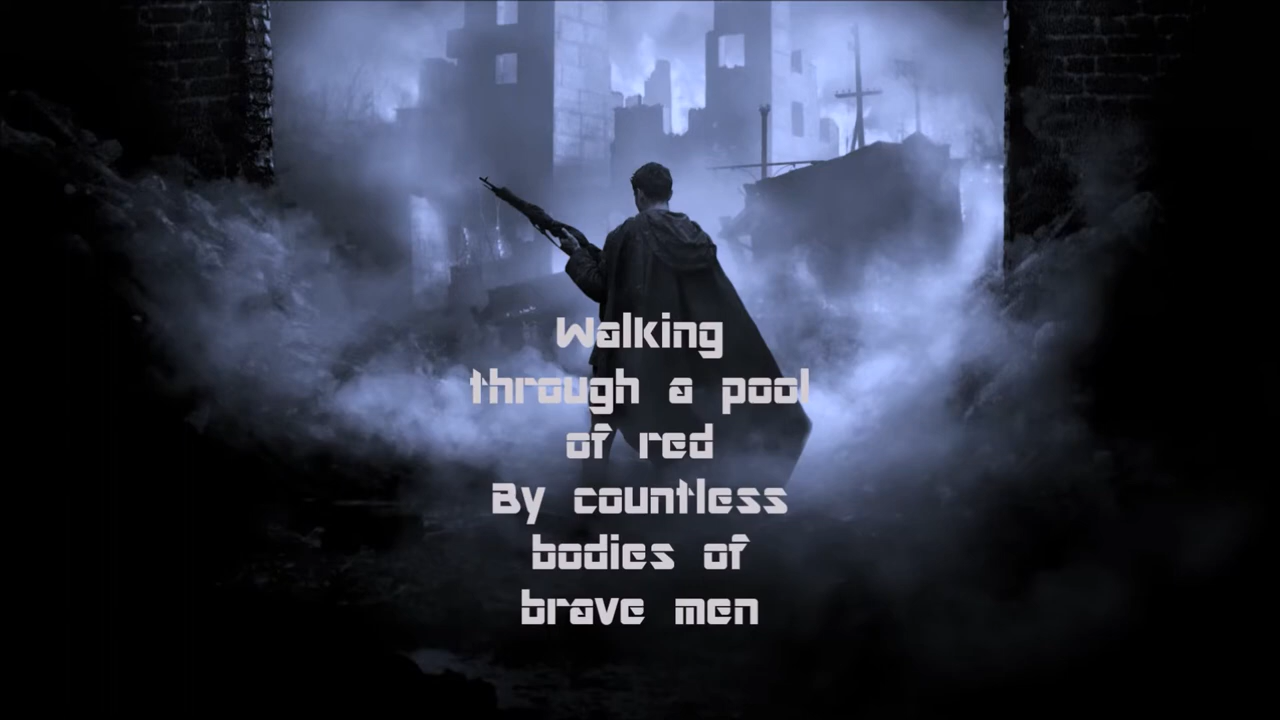 Walking
through a pool
of red
By countless
bodies of
brave men